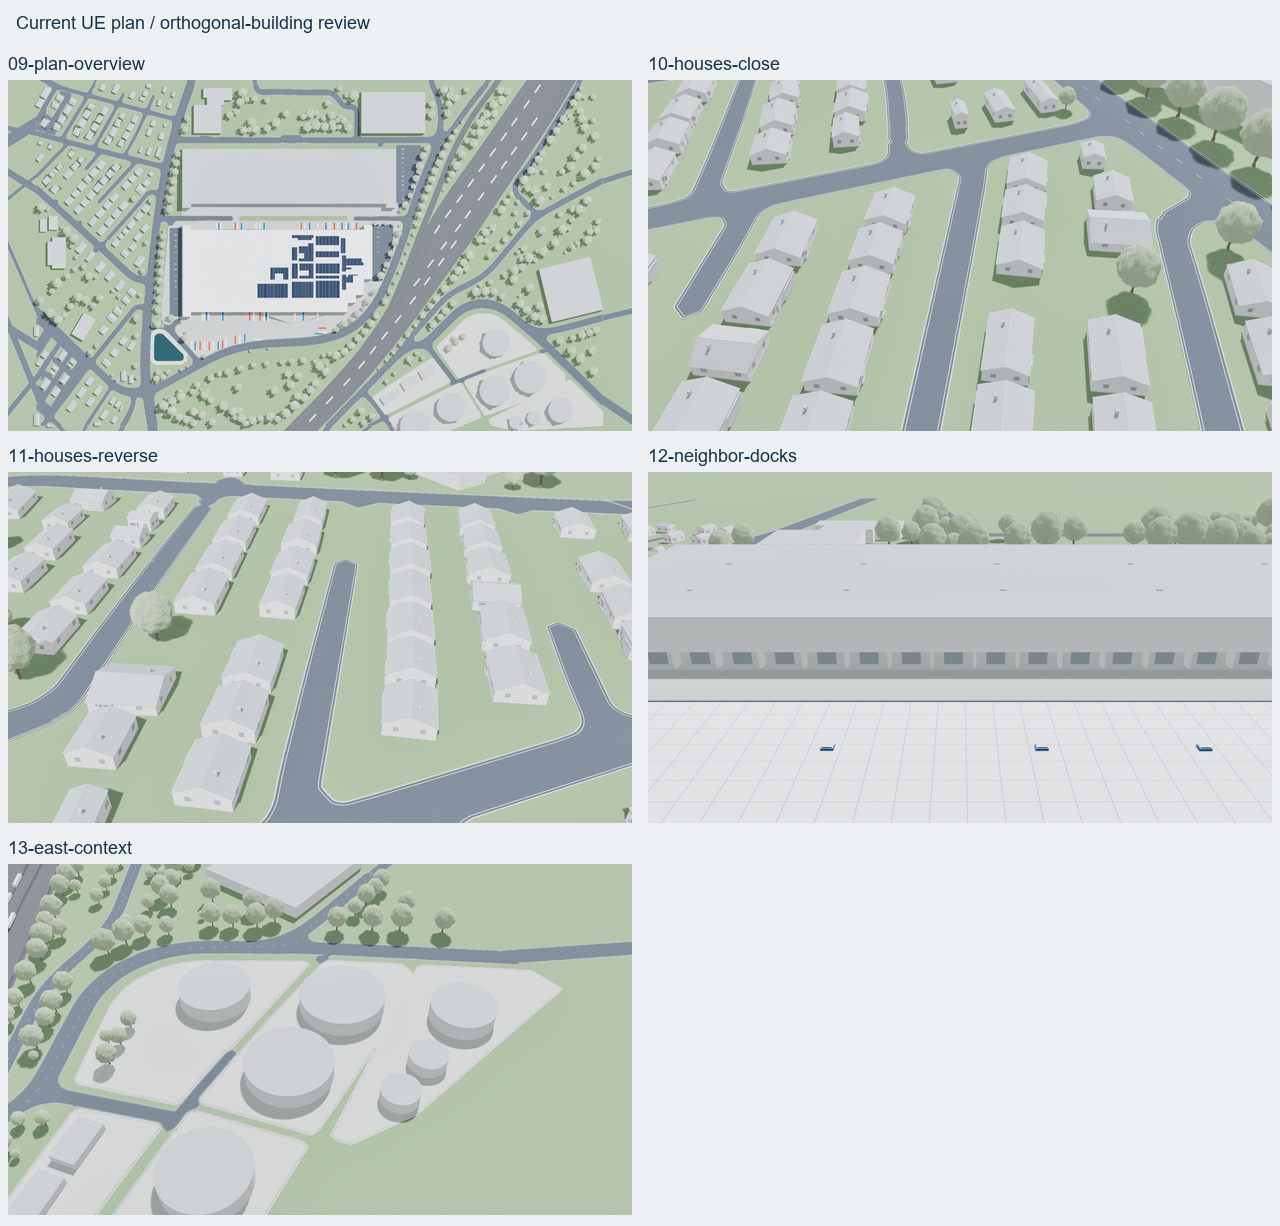 Current UE plan / orthogonal-building review
09-plan-overview
10-houses-close
11-houses-reverse
12-neighbor-docks
13-east-context